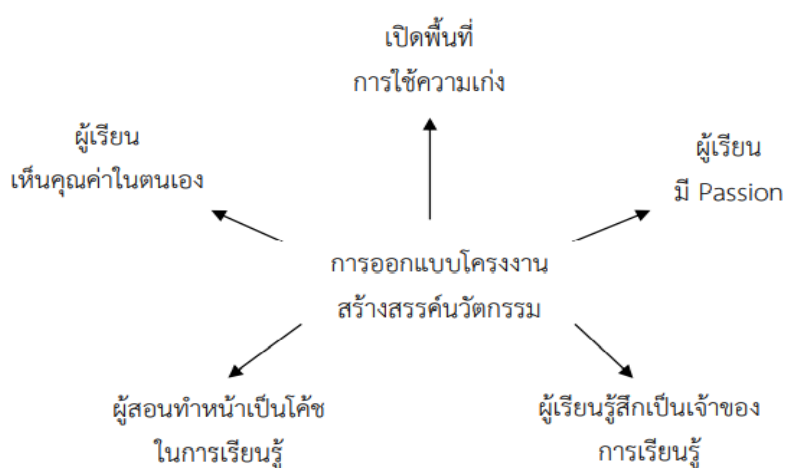 เปิดพื้นที่
การใช้ความเก่ง
ผู้เรียน
เห็นคุณค่าในตนเอง
ผู้เรียน
มี Passion
การออกแบบโครงงาน
สร้างสรรค์นวัตกรรม
ผู้สอนทำหน้าเป็นโค้ช
ในการเรียนรู้
ผู้เรียนรู้สึกเป็นเจ้าของ
การเรียนรู้